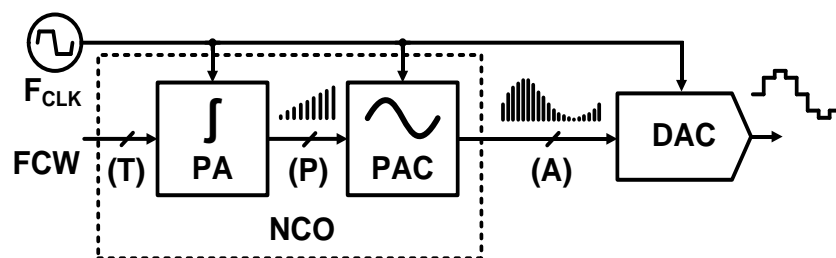 F_CLK
FCW
(T)
∫
PA
(P)
PAC
(A)
DAC
NCO